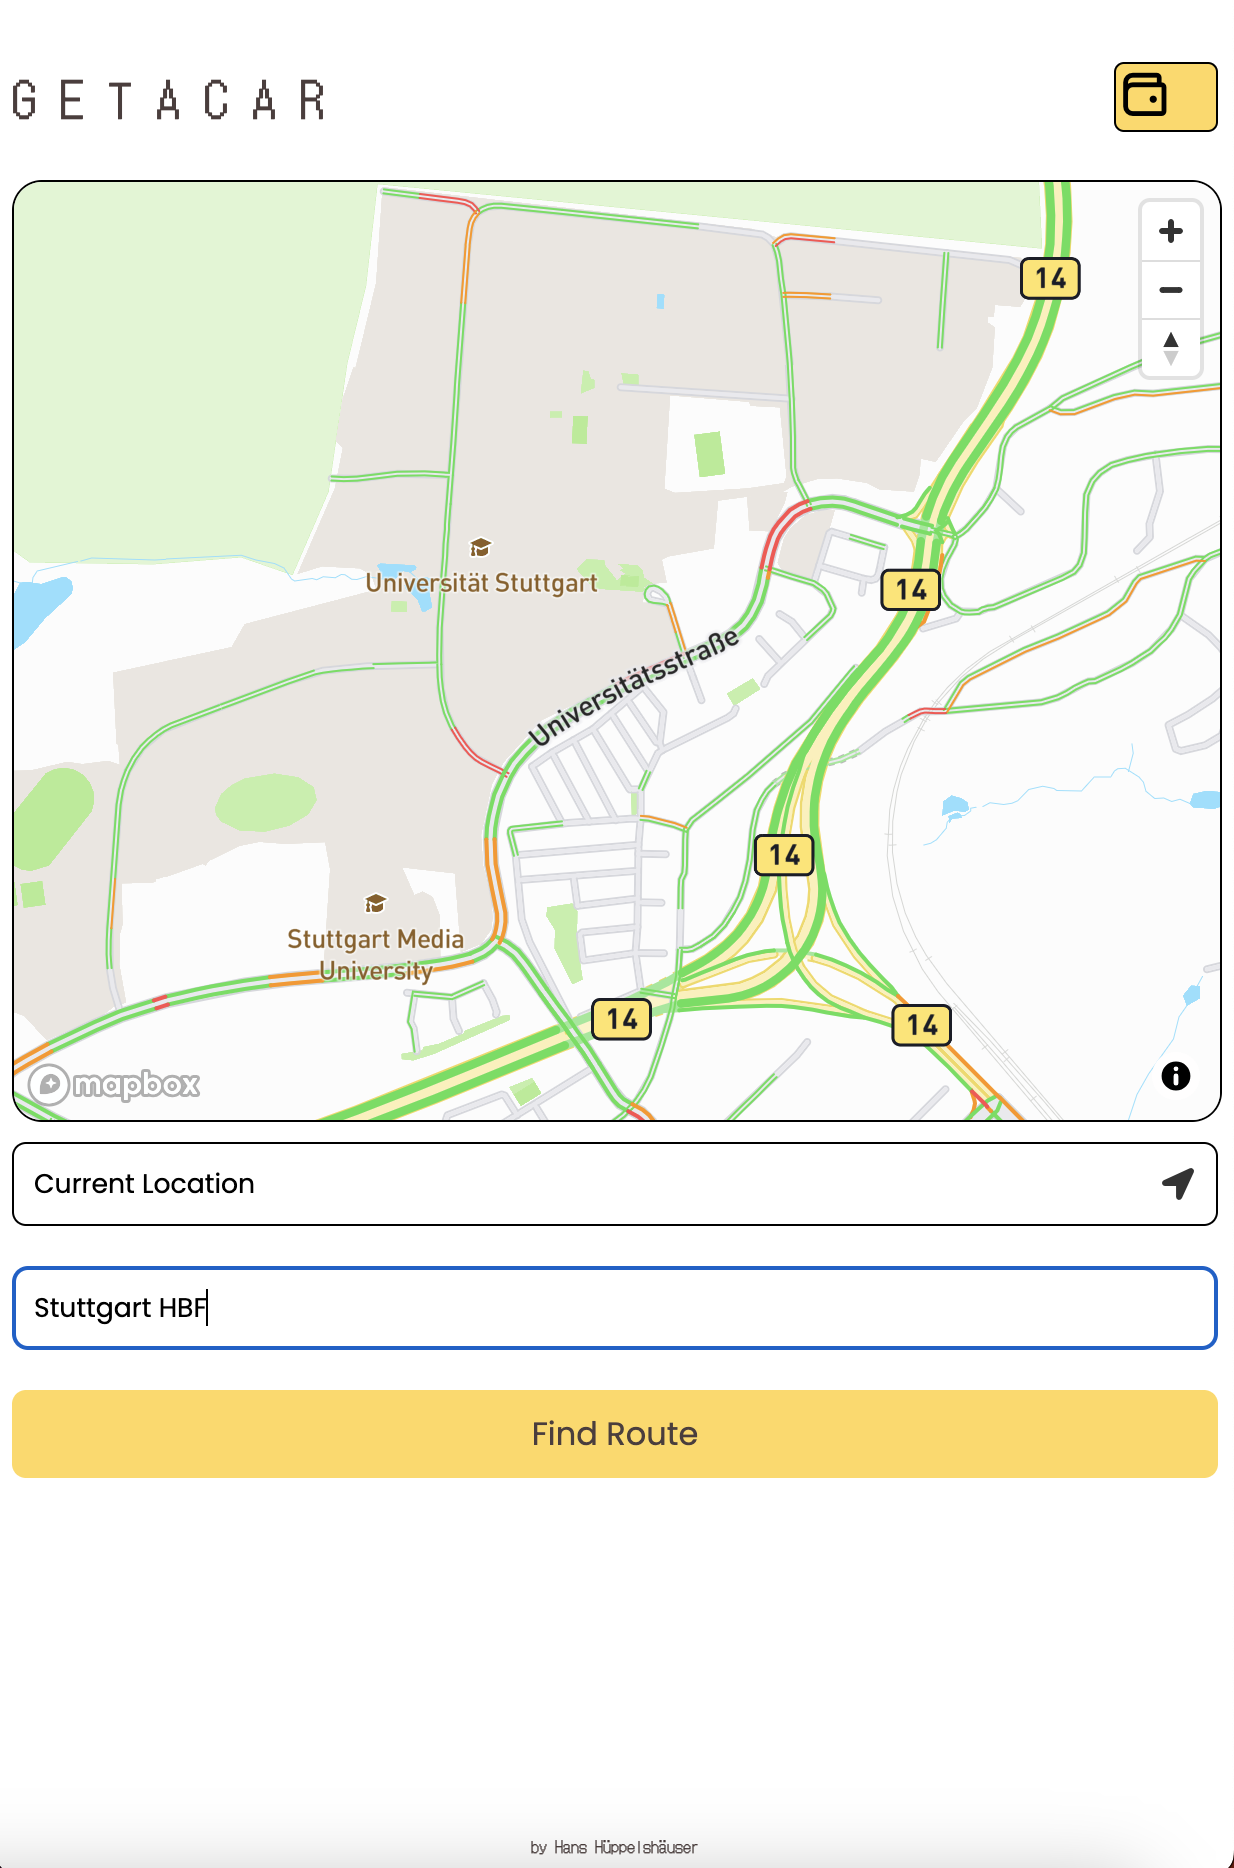 GETACAR
14
Universität Stuttgart
14
Universitätsstraße
14
Stuttgart Media
University
14
14
mapbox
Current Location
Stuttgart HBF
Find Route
by Hans Hüppelshäuser